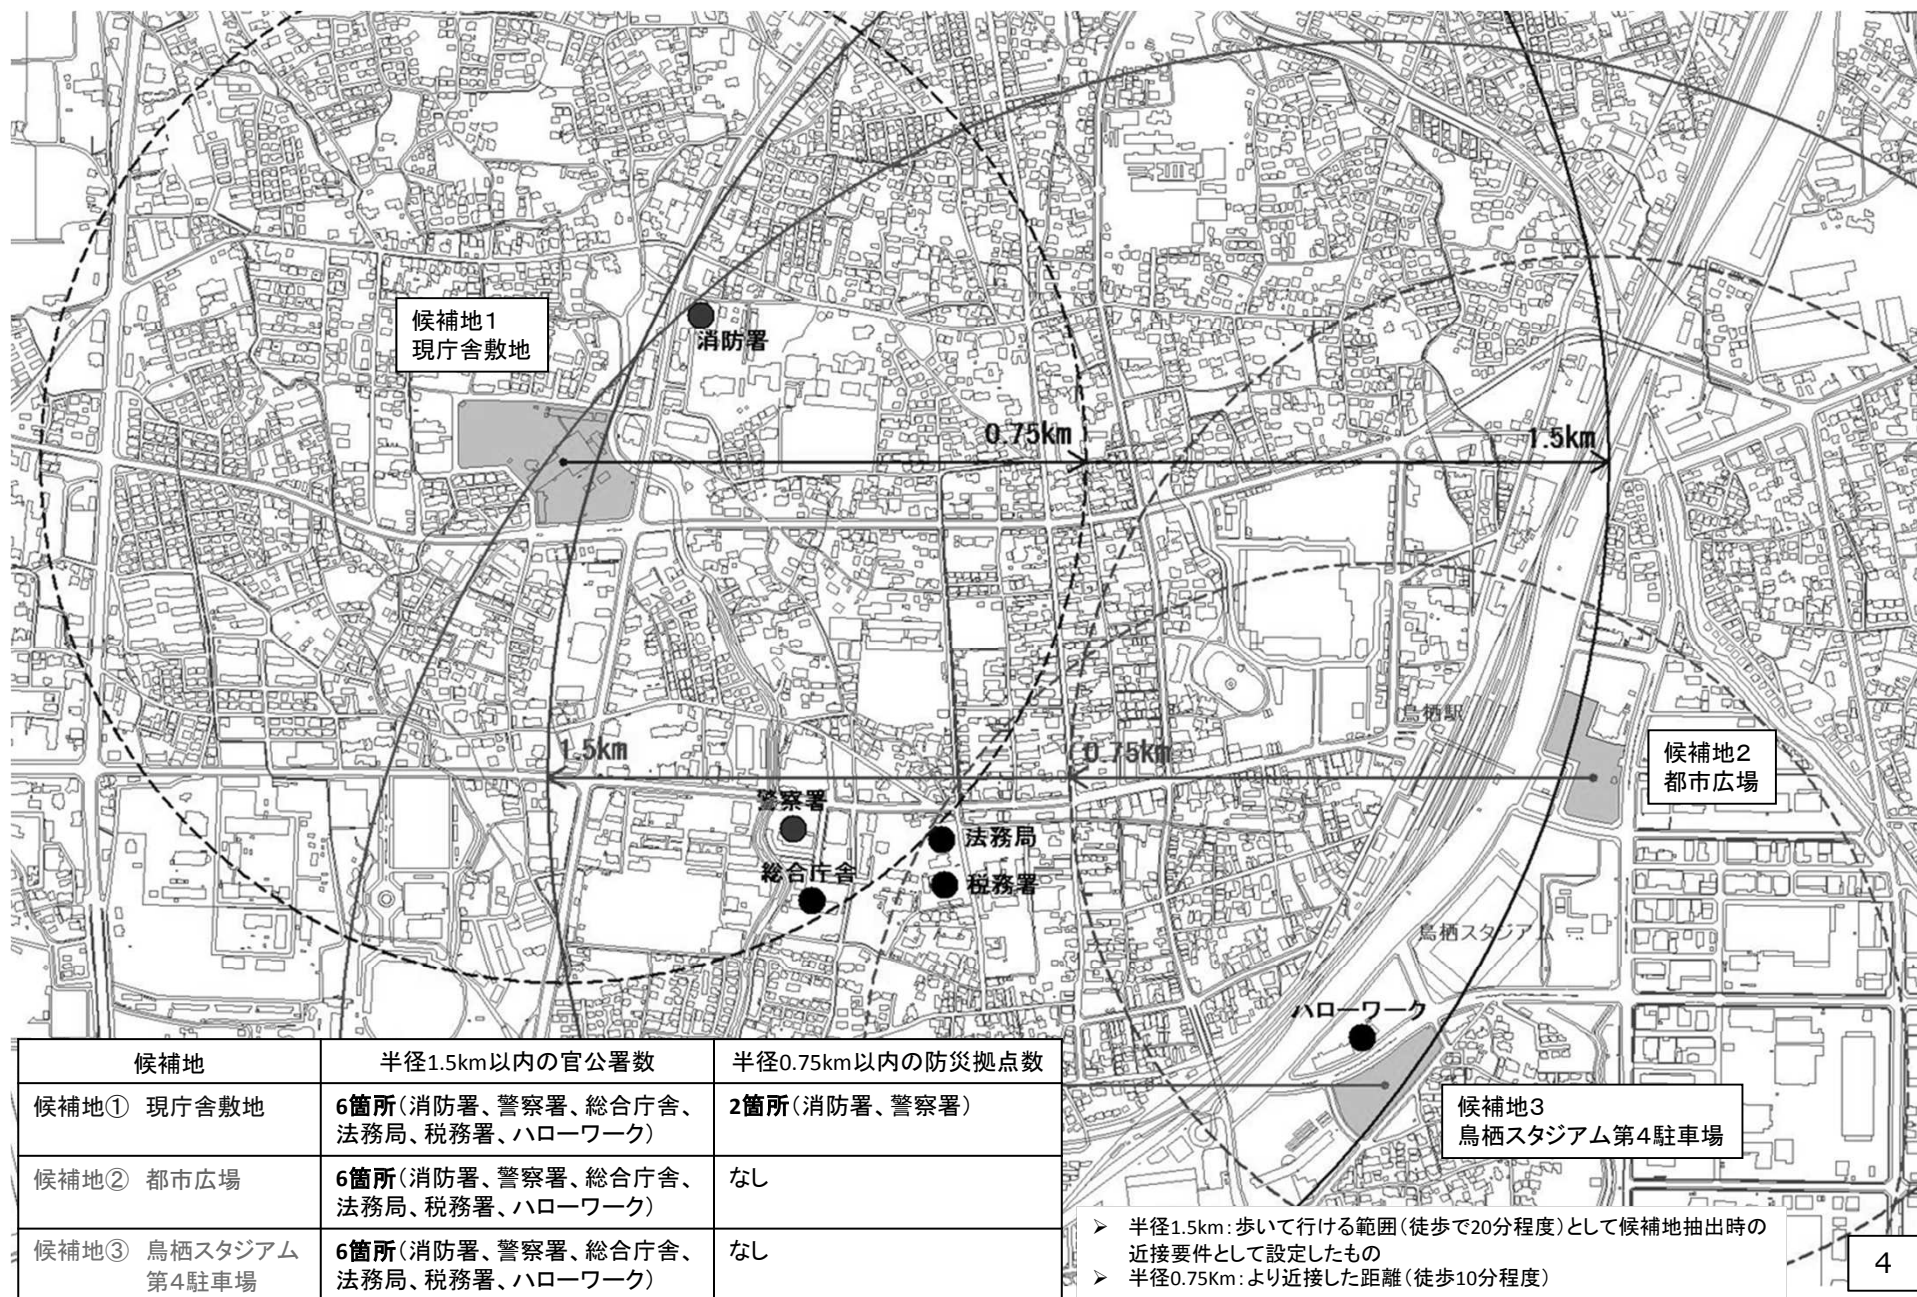 候補地1
現庁舎敷地
消防署
0.75km
1.5km
鳥栖駅
1.5km
0.75km
候補地2
都市広場
警察署
法務局
総合庁舎
税務署
鳥栖スタジアム
ハローワーク
候補地3
鳥栖スタジアム第4駐車場
候補地 半径1.5km以内の官公署数 半径0.75km以内の防災拠点数
候補地① 現庁舎敷地 6箇所(消防署、警察署、総合庁舎、 2箇所(消防署、警察署)
法務局、税務署、ハローワーク)
候補地② 都市広場 6箇所(消防署、警察署、総合庁舎、 なし
法務局、税務署、ハローワーク)
候補地③ 鳥栖スタジアム 6箇所(消防署、警察署、総合庁舎、 なし
第4駐車場 法務局、税務署、ハローワーク)
➢ 半径1.5km:歩いて行ける範囲(徒歩で20分程度)として候補地抽出時の
近接要件として設定したもの
➢ 半径0.75Km:より近接した距離(徒歩10分程度)
4